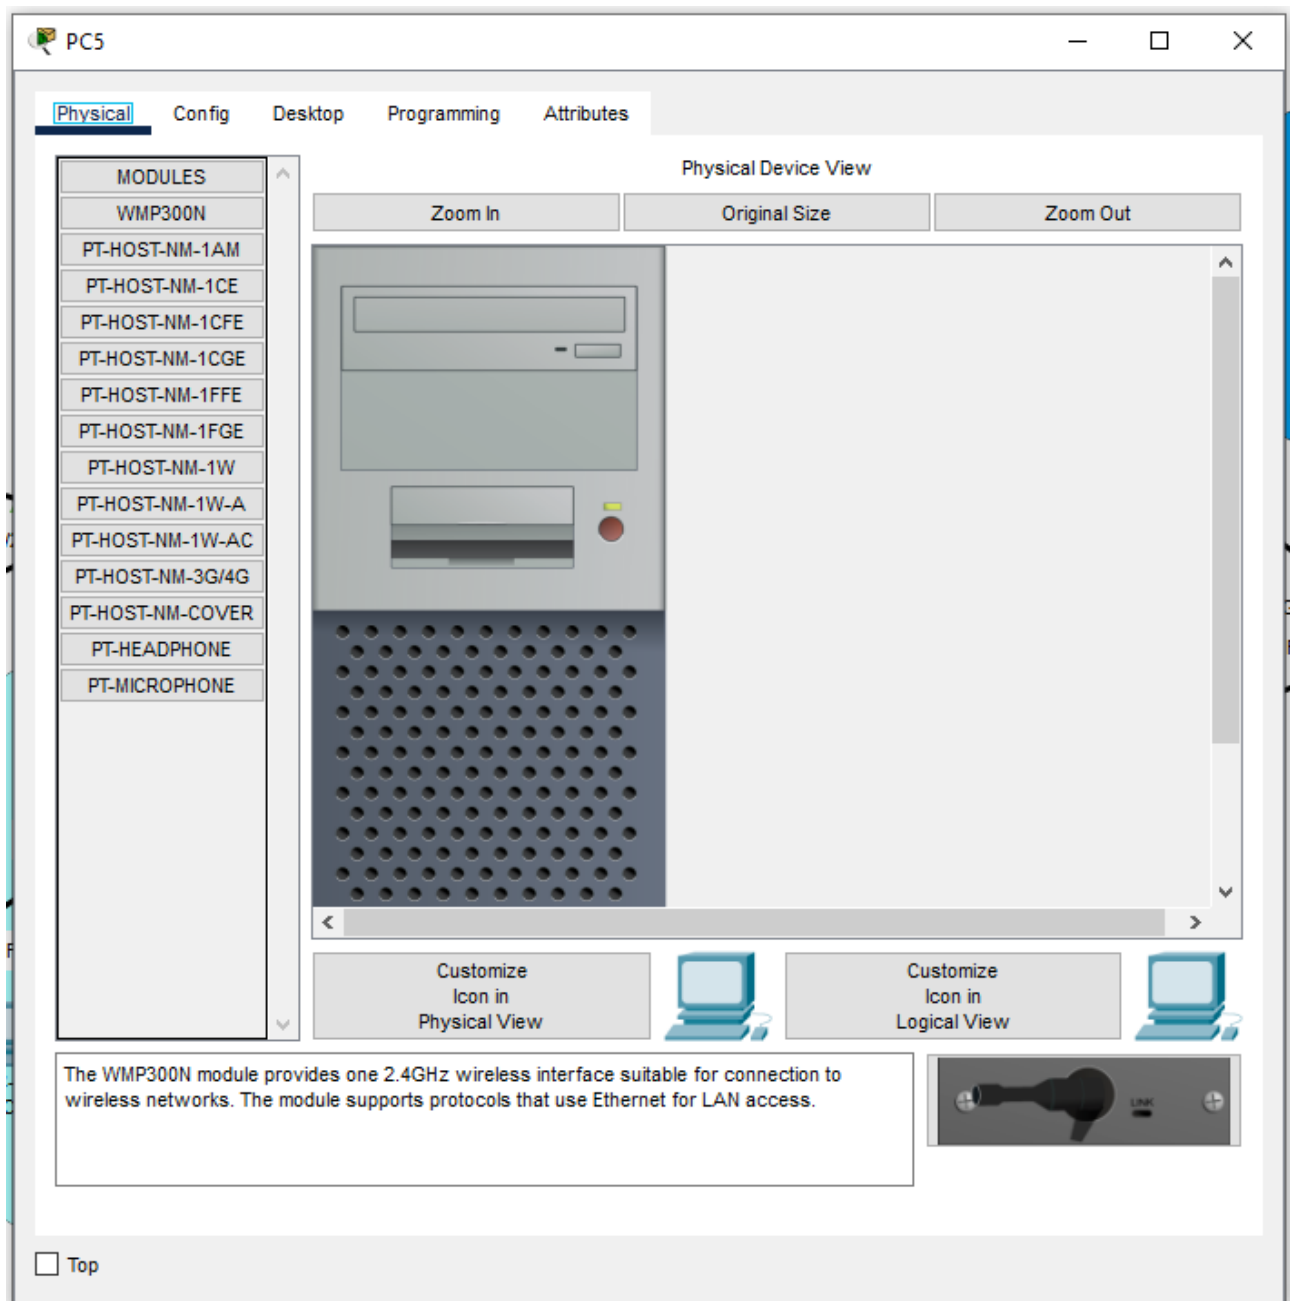 PC5
Physical Config Desktop Programming Attributes
MODULES
WMP300N
PT-HOST-NM-1AM
PT-HOST-NM-1CE
PT-HOST-NM-1CFE
PT-HOST-NM-1CGE
PT-HOST-NM-1FFE
PT-HOST-NM-1FGE
PT-HOST-NM-1W
PT-HOST-NM-1W-A
PT-HOST-NM-1W-AC
PT-HOST-NM-3G/4G
PT-HOST-NM-COVER
PT-HEADPHONE
PT-MICROPHONE
Physical Device View
Zoom In Original Size Zoom Out
Customize
Icon in
Physical View
Customize
Icon in
Logical View
The WMP300N module provides one 2.4GHz wireless interface suitable for connection to
wireless networks. The module supports protocols that use Ethernet for LAN access.
LINK
Top